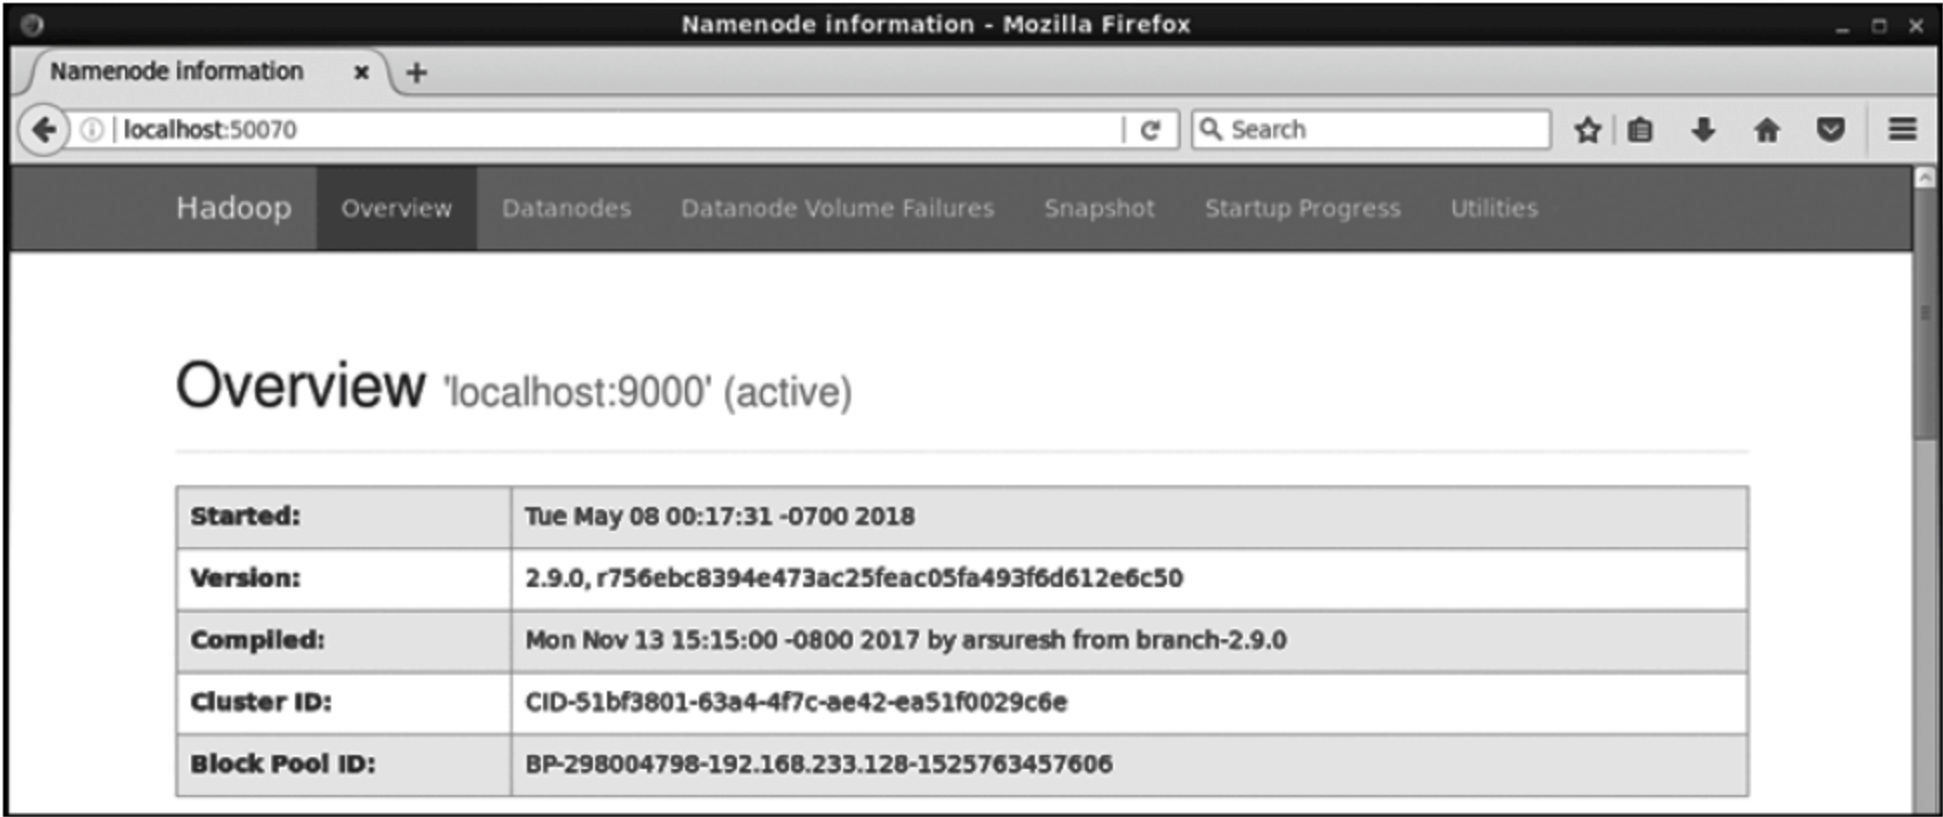 Namenode information - Mozilla Firefox
Namenode information
localhost:50070
Search
Hadoop Overview Datanodes Datanode Volume Failures Snapshot Startup Progress Utilities
Overview 'localhost:9000' (active)
Started: Tue May 08 00:17:31 -0700 2018
Version: 2.9.0, r756ebc8394e473ac25feac05fa493f6d612e6c50
Compiled: Mon Nov 13 15:15:00 -0800 2017 by arsuresh from branch-2.9.0
Cluster ID: CID-51bf3801-63a4-4f7c-ae42-ea51f0029c6e
Block Pool ID: BP-298004798-192.168.233.128-1525763457606